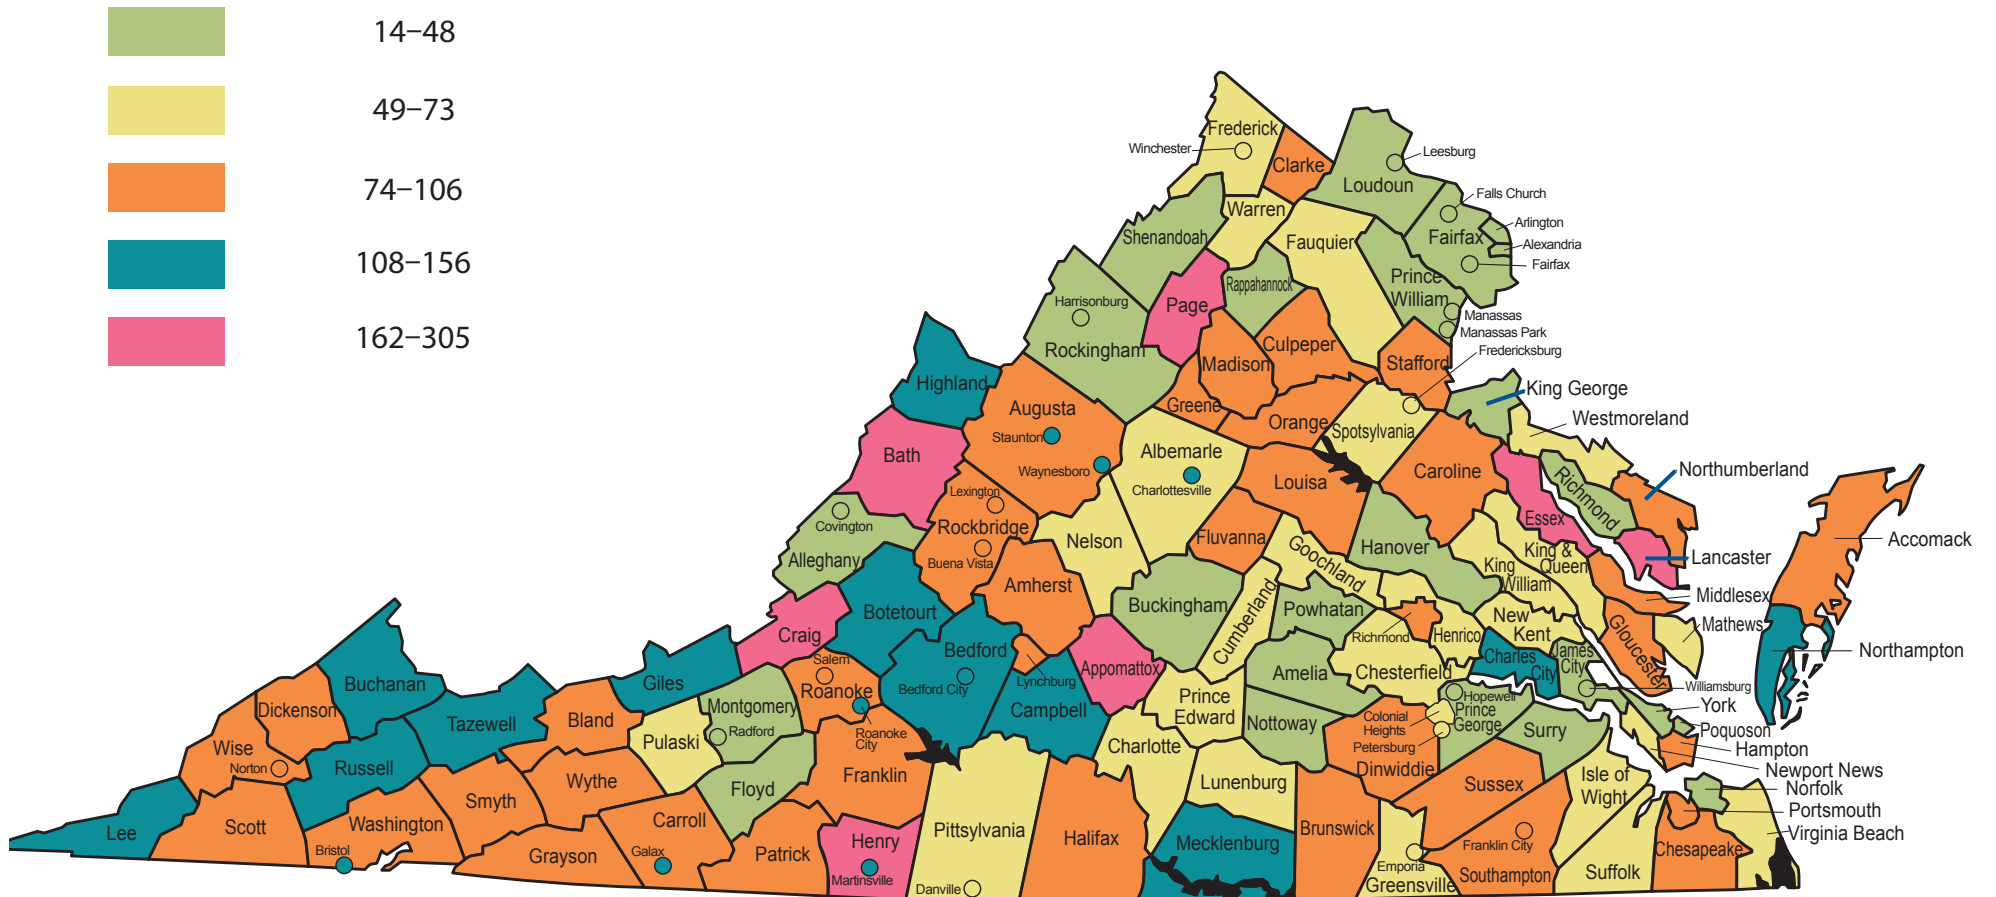 14–48
49–73
74–106
108–156
162–305
Frederick
Winchester
Clarke
Leesburg
Loudoun
Falls Church
Warren
Arlington
Shenandoah
Fauquier
Fairfax
Alexandria
Fairfax
Prince
William
Rappahannock
Page
Harrisonburg
Manassas
Manassas Park
Rockingham
Madison
Culpeper
Stafford
Fredericksburg
Highland
King George
Augusta
Greene
Orange
Westmoreland
Staunton
Spotsylvania
Bath
Albemarle
Waynesboro
Caroline
Northumberland
Louisa
Charlottesville
Lexington
Richmond
Covington
Rockbridge
Essex
Nelson
Fluvanna
Goochland
Hanover
Accomack
Alleghany
Buena Vista
King &
Queen
Lancaster
King
William
Amherst
Middlesex
Botetourt
Buckingham
Cumberland
Powhatan
New
Kent
Mathews
Craig
Richmond
Henrico
Gloucester
Bedford
Charles
City
James
City
Northampton
Salem
Appomattox
Amelia
Chesterfield
Buchanan
Giles
Roanoke
Bedford City
Lynchburg
Williamsburg
Dickenson
Montgomery
Campbell
Prince
Edward
Hopewell
York
Tazewell
Bland
Radford
Roanoke
City
Nottoway
Colonial
Heights
Prince
George
Surry
Poquoson
Wise
Pulaski
Charlotte
Petersburg
Hampton
Norton
Russell
Wythe
Franklin
Dinwiddie
Newport News
Floyd
Lunenburg
Sussex
Isle of
Wight
Norfolk
Smyth
Portsmouth
Lee
Scott
Washington
Carroll
Pittsylvania
Halifax
Brunswick
Virginia Beach
Bristol
Grayson
Galax
Patrick
Henry
Mecklenburg
Franklin City
Chesapeake
Martinsville
Danville
Emporia
Greensville
Southampton
Suffolk